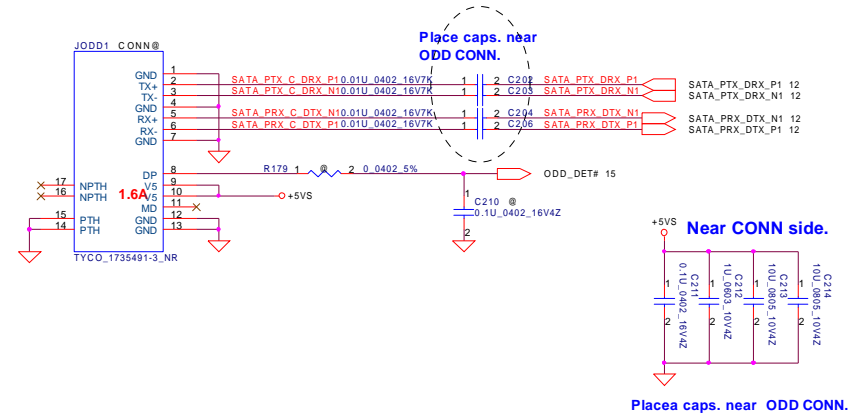 Place caps. near
ODD CONN.
JODD1 CONN@
GND 1
TX+ 2 SATA_PTX_C_DRX_P1 0.01U_0402_16V7K 1 2 C202 SATA_PTX_DRX_P1 SATA_PTX_DRX_P1 12
TX- 3 SATA_PTX_C_DRX_N1 0.01U_0402_16V7K 1 2 C203 SATA_PTX_DRX_N1 SATA_PTX_DRX_N1 12
GND 4
RX+ 5 SATA_PRX_C_DTX_N1 0.01U_0402_16V7K 1 2 C204 SATA_PRX_DTX_N1 SATA_PRX_DTX_N1 12
RX- 6 SATA_PRX_C_DTX_P1 0.01U_0402_16V7K 1 2 C206 SATA_PRX_DTX_P1 SATA_PRX_DTX_P1 12
GND 7
DP 8 R179 1 @ 2 0_0402_5% ODD_DET# 15
17 NPTH V5 9
16 NPTH 1.6A V5 10 +5VS
MD 11
15 PTH GND 12
14 PTH GND 13
TYCO_1735491-3_NR
1
C210 @
0.1U_0402_16V4Z
2
+5VS
Near CONN side.
1 2 C211 0.1U_0402_16V4Z
1 2 C212 1U_0603_10V4Z
1 2 C213 10U_0805_10V4Z
1 2 C214 10U_0805_10V4Z
Placea caps. near ODD CONN.